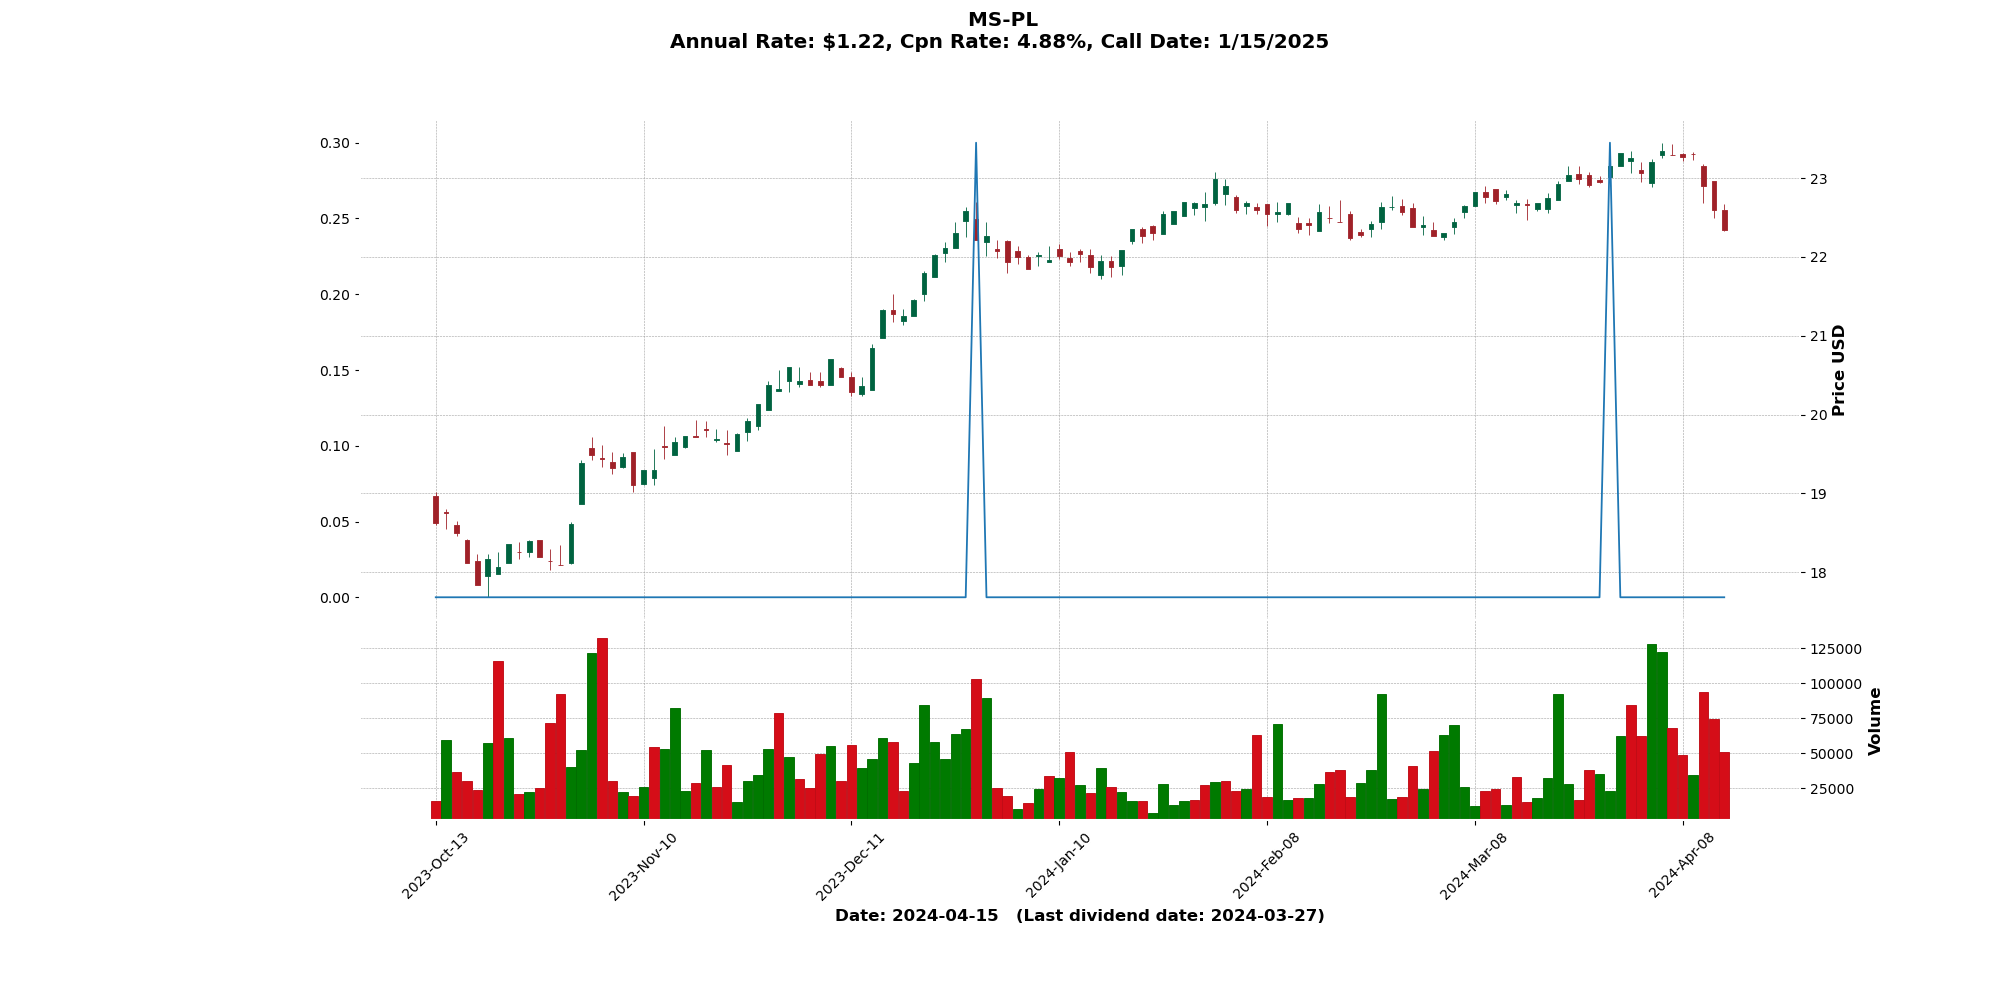 MS-PL
Annual Rate: $1.22, Cpn Rate: 4.88%, Call Date: 1/15/2025
0.30
0.25
0.20
0.15
0.10
0.05
0.00
23
22
21
20
19
18
Price USD
125000
100000
75000
50000
25000
Volume
2023-Oct-13
2023-Nov-10
2023-Dec-11
2024-Jan-10
2024-Feb-08
2024-Mar-08
2024-Apr-08
Date: 2024-04-15 (Last dividend date: 2024-03-27)